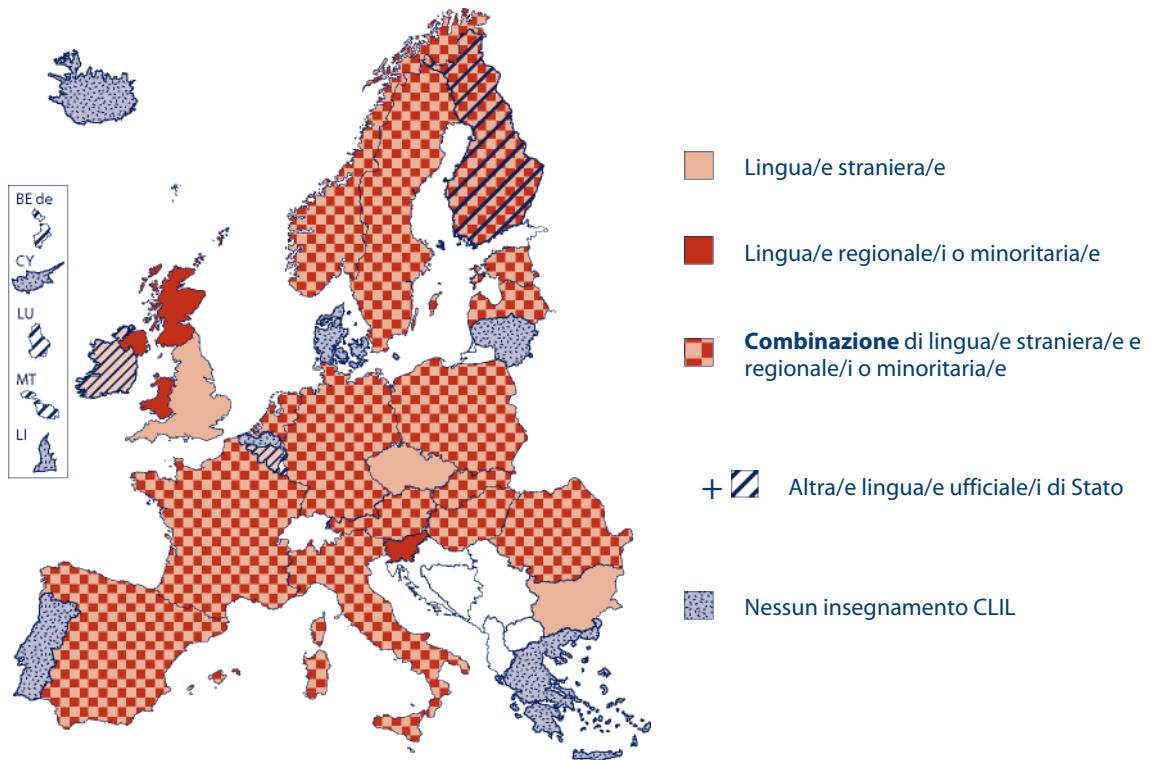 BE de
CY
LU
MT
LI
Lingua/e straniera/e
Lingua/e regionale/i o minoritaria/e
Combinazione di lingua/e straniera/e e
regionale/i o minoritaria/e
+ Altra/e lingua/e ufficiale/i di Stato
Nessun insegnamento CLIL